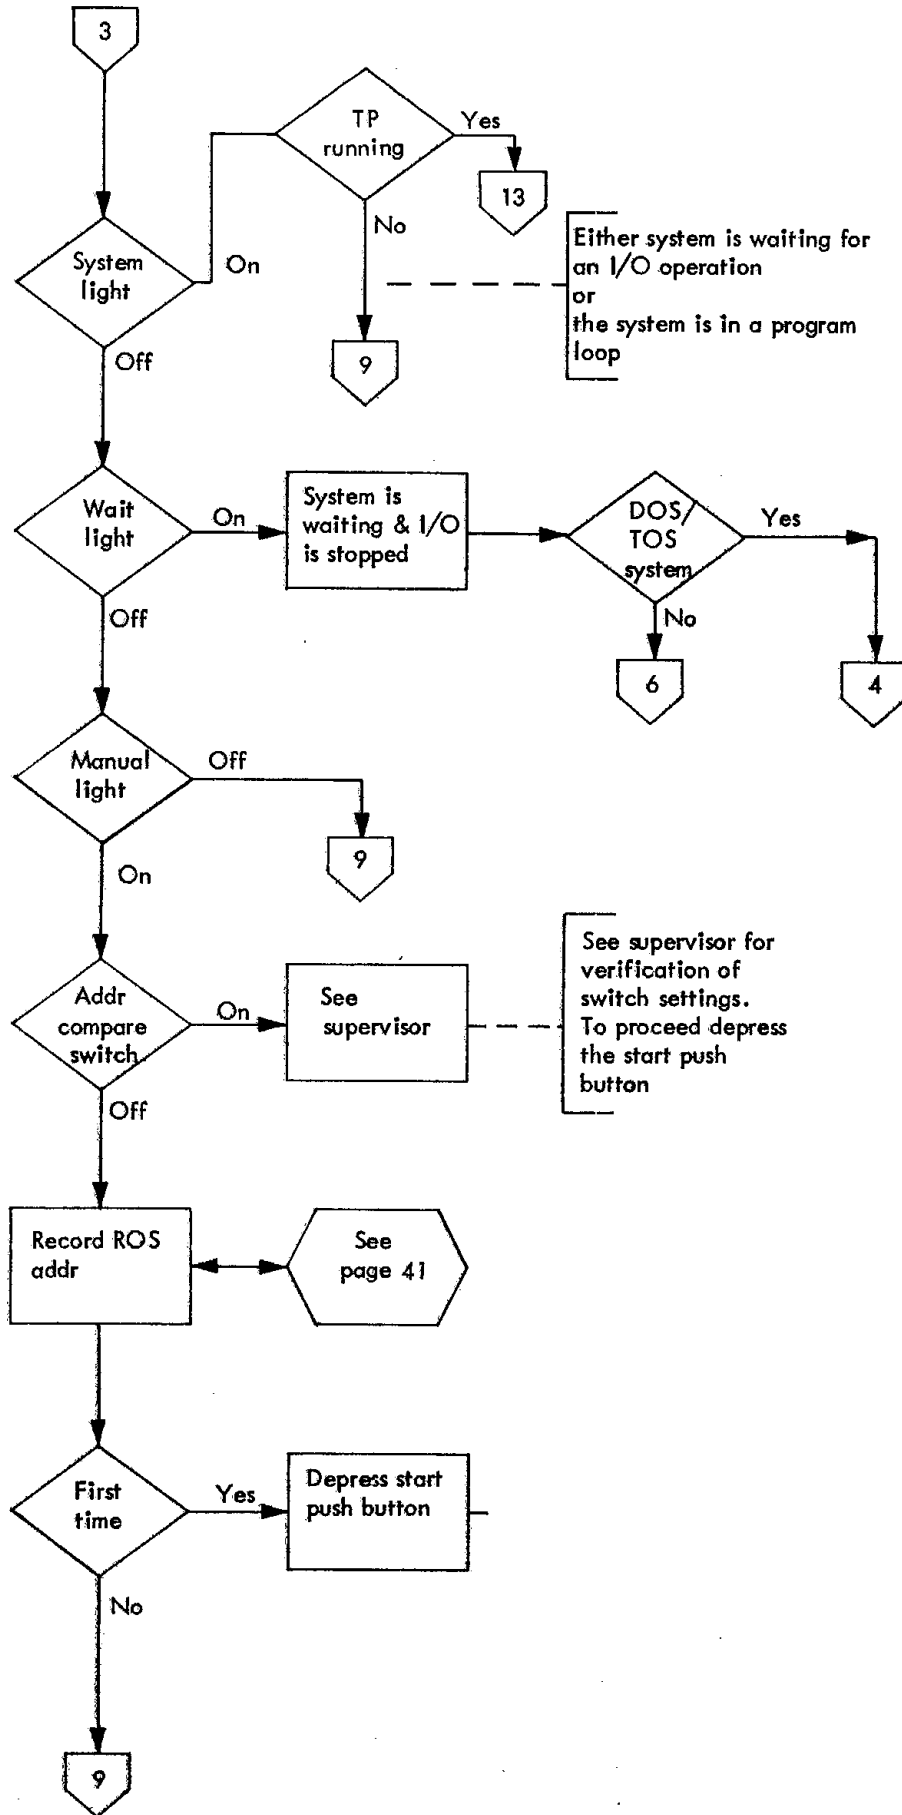 3
TP
running
Yes
13
No
System
light
On
Either system is waiting for
an I/O operation
or
the system is in a program
loop
9
Off
Wait
light
On
System is
waiting & I/O
is stopped
DOS/
TOS
system
Yes
No
6
4
Off
Manual
light
Off
9
On
Addr
compare
switch
On
See
supervisor
See supervisor for
verification of
switch settings.
To proceed depress
the start push
button
Off
Record ROS
addr
See
page 41
First
time
Yes
Depress start
push button
No
9